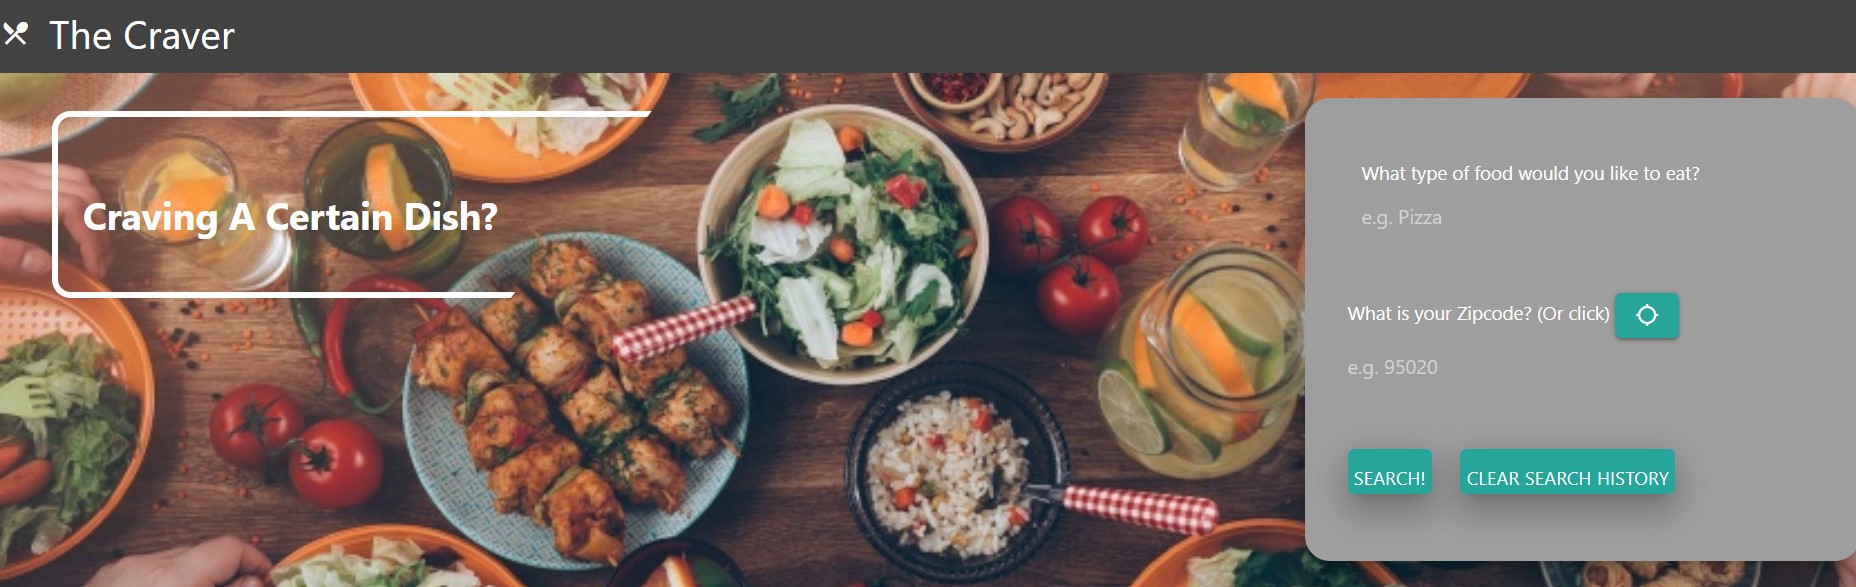 The Craver
Craving A Certain Dish?
What type of food would you like to eat?
e.g. Pizza
What is your Zipcode? (Or click)
e.g. 95020
SEARCH!
CLEAR SEARCH HISTORY